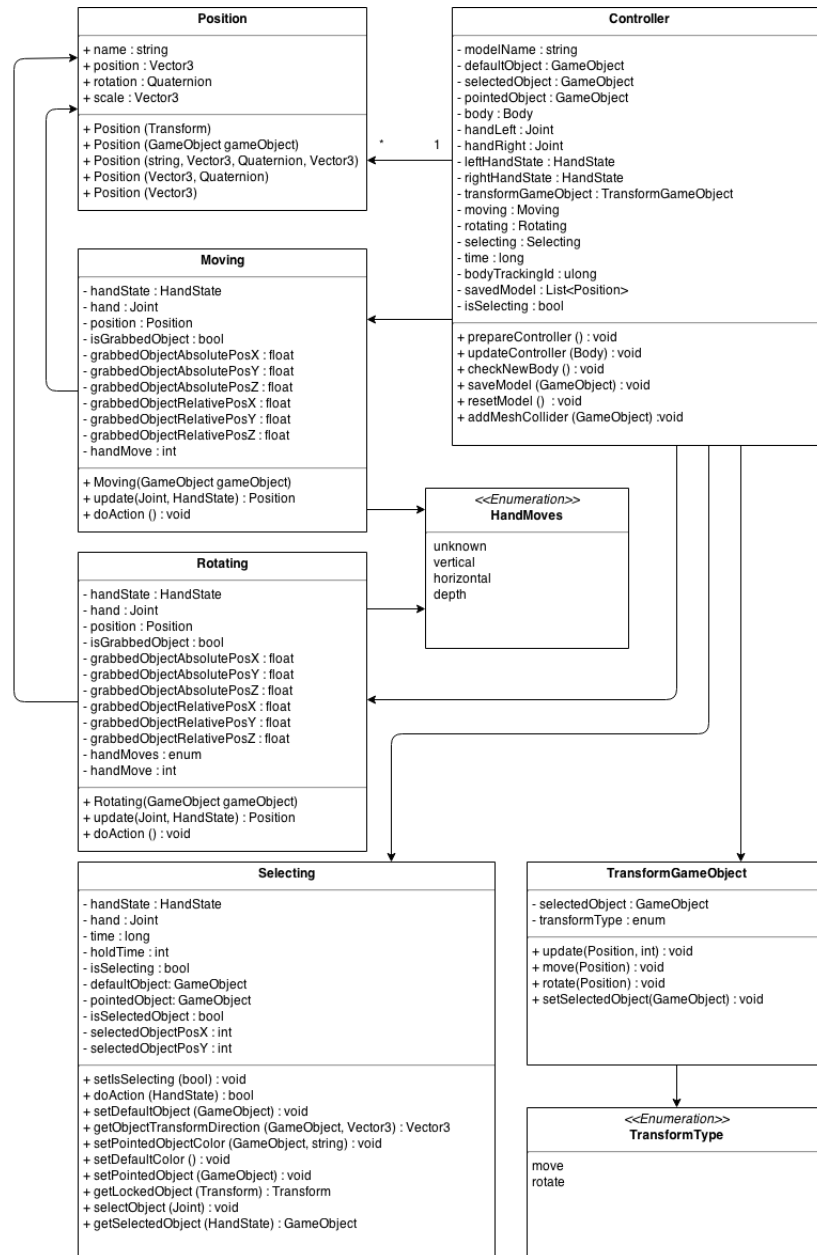 Position
+ name : string
+ position : Vector3
+ rotation : Quaternion
+ scale : Vector3
+ Position (Transform)
+ Position (GameObject gameObject)
+ Position (string, Vector3, Quaternion, Vector3)
+ Position (Vector3, Quaternion)
+ Position (Vector3)
* 1
Controller
- modelName : string
- defaultObject : GameObject
- selectedObject : GameObject
- pointedObject : GameObject
- body : Body
- handLeft : Joint
- handRight : Joint
- leftHandState : HandState
- rightHandState : HandState
- transformGameObject : TransformGameObject
- moving : Moving
- rotating : Rotating
- selecting : Selecting
- time : long
- bodyTrackingId : ulong
- savedModel : List<Position>
- isSelecting : bool
+ prepareController () : void
+ updateController (Body) : void
+ checkNewBody () : void
+ saveModel (GameObject) : void
+ resetModel () : void
+ addMeshCollider (GameObject) :void
Moving
- handState : HandState
- hand : Joint
- position : Position
- isGrabbedObject : bool
- grabbedObjectAbsolutePosX : float
- grabbedObjectAbsolutePosY : float
- grabbedObjectAbsolutePosZ : float
- grabbedObjectRelativePosX : float
- grabbedObjectRelativePosY : float
- grabbedObjectRelativePosZ : float
- handMove : int
+ Moving(GameObject gameObject)
+ update(Joint, HandState) : Position
+ doAction () : void
<<Enumeration>>
HandMoves
unknown
vertical
horizontal
depth
Rotating
- handState : HandState
- hand : Joint
- position : Position
- isGrabbedObject : bool
- grabbedObjectAbsolutePosX : float
- grabbedObjectAbsolutePosY : float
- grabbedObjectAbsolutePosZ : float
- grabbedObjectRelativePosX : float
- grabbedObjectRelativePosY : float
- grabbedObjectRelativePosZ : float
- handMoves : enum
- handMove : int
+ Rotating(GameObject gameObject)
+ update(Joint, HandState) : Position
+ doAction () : void
Selecting
- handState : HandState
- hand : Joint
- time : long
- holdTime : int
- isSelecting : bool
- defaultObject: GameObject
- pointedObject: GameObject
- isSelectedObject : bool
- selectedObjectPosX : int
- selectedObjectPosY : int
+ setIsSelecting (bool) : void
+ doAction (HandState) : bool
+ setDefaultObject (GameObject) : void
+ getObjectTransformDirection (GameObject, Vector3) : Vector3
+ setPointedObjectColor (GameObject, string) : void
+ setDefaultColor () : void
+ setPointedObject (GameObject) : void
+ getLockedObject (Transform) : Transform
+ selectObject (Joint) : void
+ getSelectedObject (HandState) : GameObject
TransformGameObject
- selectedObject : GameObject
- transformType : enum
+ update(Position, int) : void
+ move(Position) : void
+ rotate(Position) : void
+ setSelectedObject(GameObject) : void
<<Enumeration>>
TransformType
move
rotate